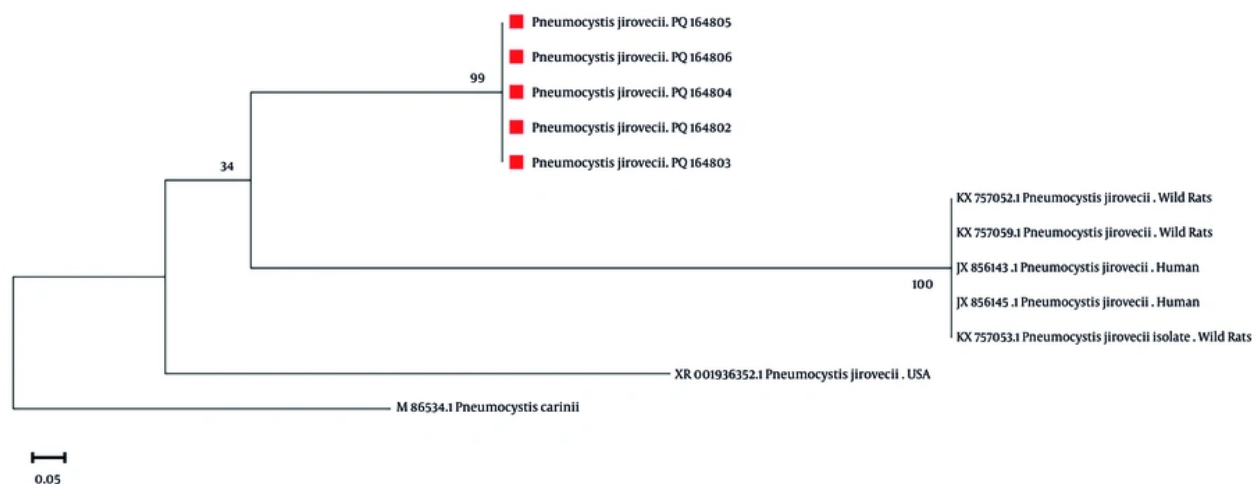 Pneumocystis jirovecii. PQ 164805
Pneumocystis jirovecii. PQ 164806
99
Pneumocystis jirovecii. PQ 164804
Pneumocystis jirovecii. PQ 164802
Pneumocystis jirovecii. PQ 164803
34
KX 757052.1 Pneumocystis jirovecii . Wild Rats
KX 757059.1 Pneumocystis jirovecii . Wild Rats
JX 856143 .1 Pneumocystis jirovecii . Human
100
JX 856145 .1 Pneumocystis jirovecii . Human
KX 757053.1 Pneumocystis jirovecii isolate . Wild Rats
XR 001936352.1 Pneumocystis jirovecii . USA
M 86534.1 Pneumocystis carinii
0.05